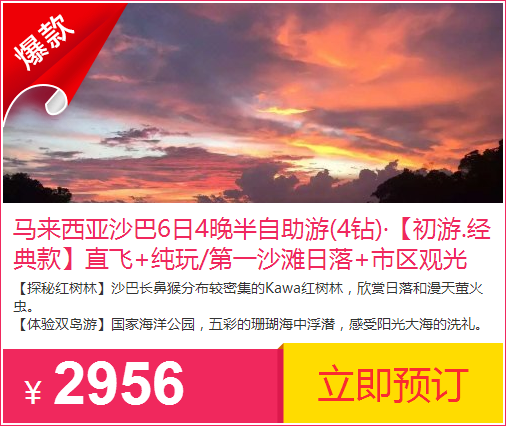 爆款
马来西亚沙巴6日4晚半自助游(4钻)·【初游.经
典款】直飞+纯玩/第一沙滩日落+市区观光
【探秘红树林】沙巴长鼻猴分布较密集的Kawa红树林，欣赏日落和漫天萤火
虫。
【体验双岛游】国家海洋公园，五彩的珊瑚海中浮潜，感受阳光大海的洗礼。
¥ 2956
立即预订